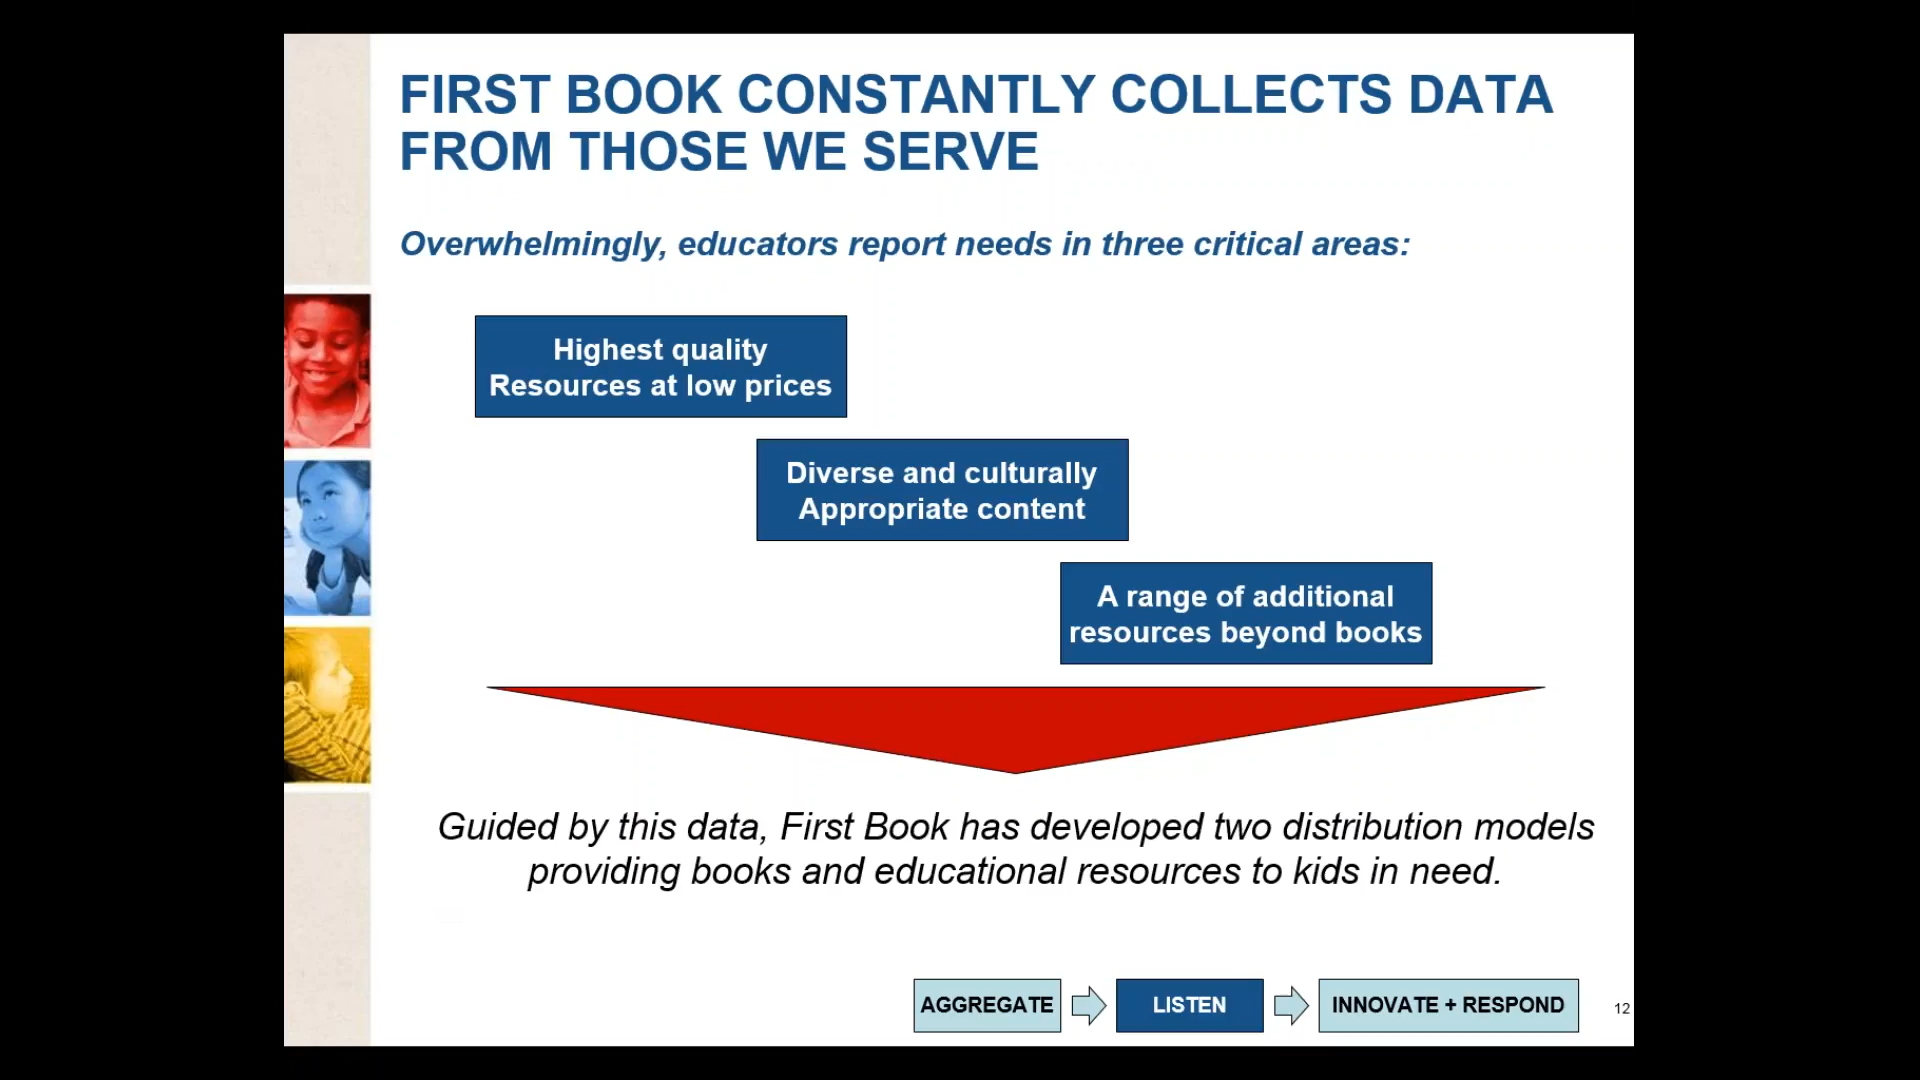 FIRST BOOK CONSTANTLY COLLECTS DATA
FROM THOSE WE SERVE
Overwhelmingly, educators report needs in three critical areas:
Highest quality
Resources at low prices
Diverse and culturally
Appropriate content
A range of additional
resources beyond books
Guided by this data, First Book has developed two distribution models
providing books and educational resources to kids in need.
AGGREGATE
LISTEN
INNOVATE + RESPOND
12